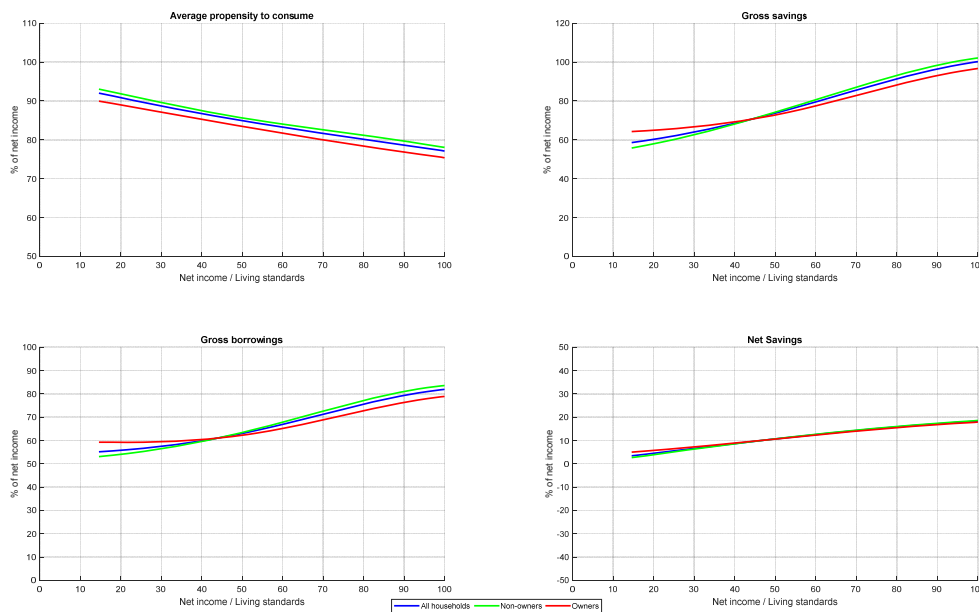 Average propensity to consume
110
100
90
80
70
60
50
% of net income
0 10 20 30 40 50 60 70 80 90 100
Net income / Living standards
Gross savings
120
100
80
60
40
20
0
% of net income
0 10 20 30 40 50 60 70 80 90 100
Net income / Living standards
Gross borrowings
100
90
80
70
60
50
40
30
20
10
0
% of net income
0 10 20 30 40 50 60 70 80 90 100
Net income / Living standards
Net Savings
50
40
30
20
10
0
-10
-20
-30
-40
-50
% of net income
0 10 20 30 40 50 60 70 80 90 100
Net income / Living standards
All households Non-owners Owners